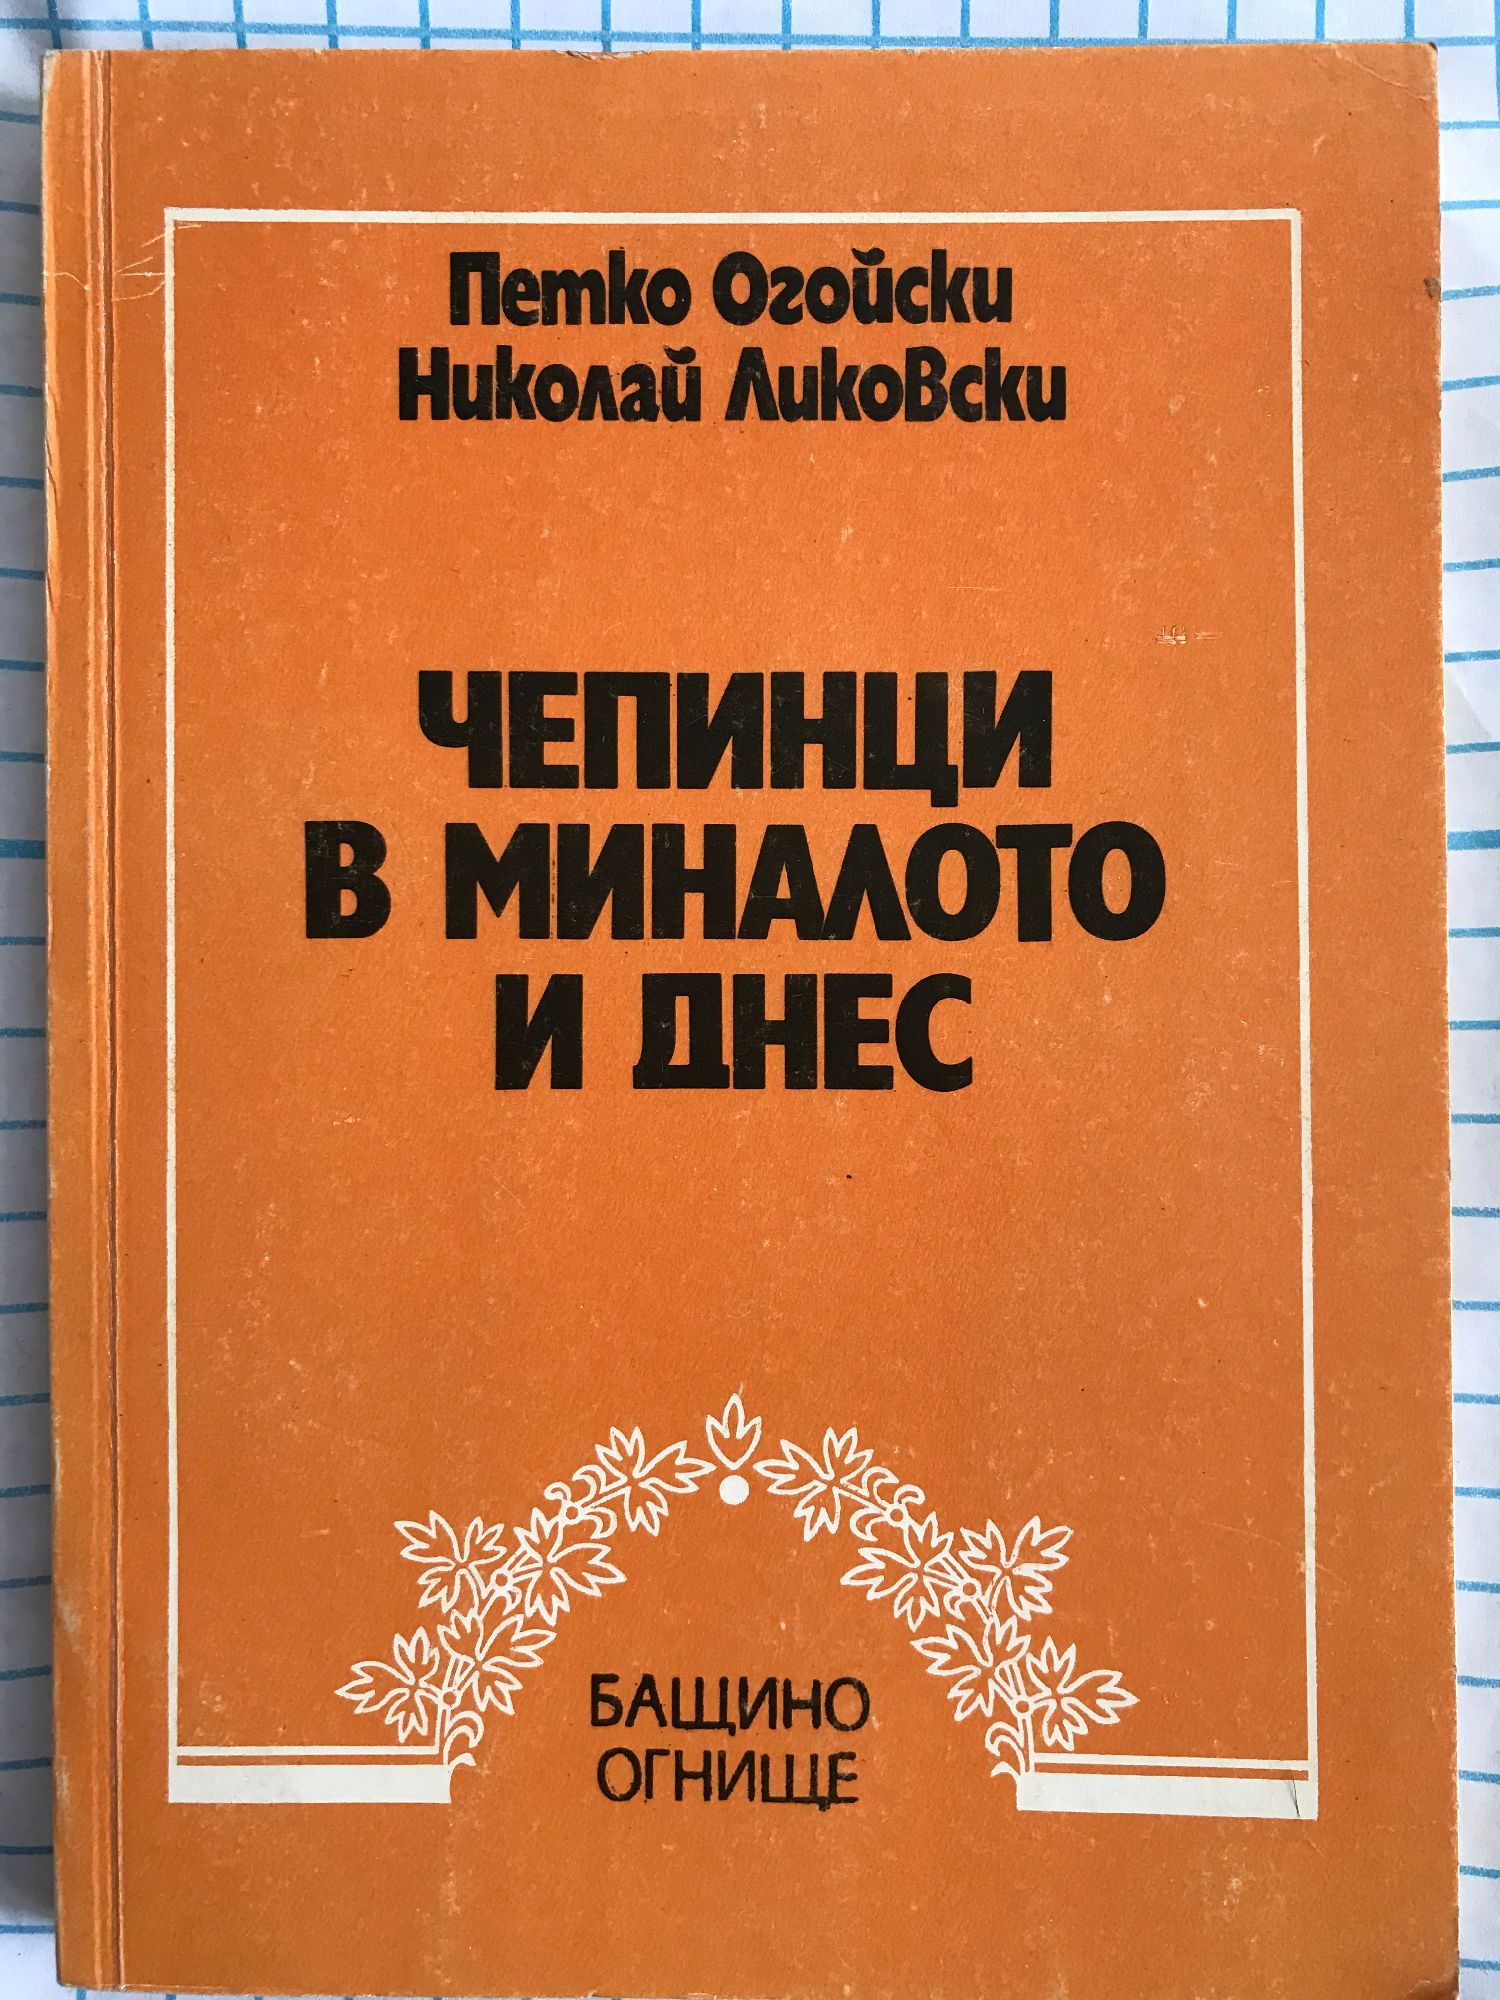 Петко Огойски
Николай Ликовски
ЧЕПИНЦИ
В МИНАЛОТО
И ДНЕС
БАЩИНО
ОГНИЩЕ